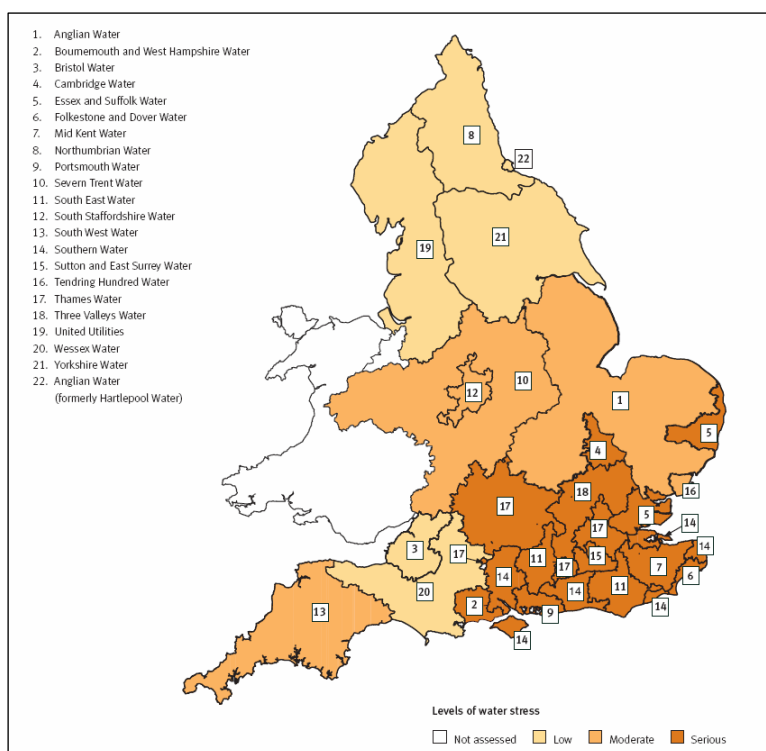 1. Anglian Water
2. Bournemouth and West Hampshire Water
3. Bristol Water
4. Cambridge Water
5. Essex and Suffolk Water
6. Folkestone and Dover Water
7. Mid Kent Water
8. Northumbrian Water
9. Portsmouth Water
10. Severn Trent Water
11. South East Water
12. South Staffordshire Water
13. South West Water
14. Southern Water
15. Sutton and East Surrey Water
16. Tendring Hundred Water
17. Thames Water
18. Three Valleys Water
19. United Utilities
20. Wessex Water
21. Yorkshire Water
22. Anglian Water
(formerly Hartlepool Water)
8
22
21
19
10
12
1
5
4
16
18
17
5
14
17
3
17
15
14
11
17
7
6
14
20
2
14
11
13
9
14
14
Levels of water stress
Not assessed Low Moderate Serious